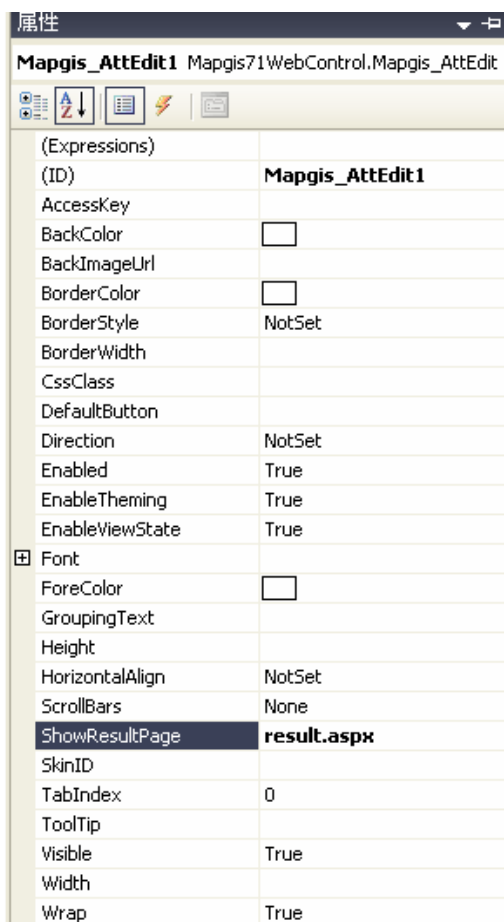 属性
Mapgis_AttEdit1 Mapgis71WebControl.Mapgis_AttEdit
(Expressions)
(ID) Mapgis_AttEdit1
AccessKey
BackColor
BackImageUrl
BorderColor
BorderStyle NotSet
BorderWidth
CssClass
DefaultButton
Direction NotSet
Enabled True
EnableTheming True
EnableViewState True
Font
ForeColor
GroupingText
Height
HorizontalAlign NotSet
ScrollBars None
ShowResultPage result.aspx
SkinID
TabIndex 0
ToolTip
Visible True
Width
Wrap True